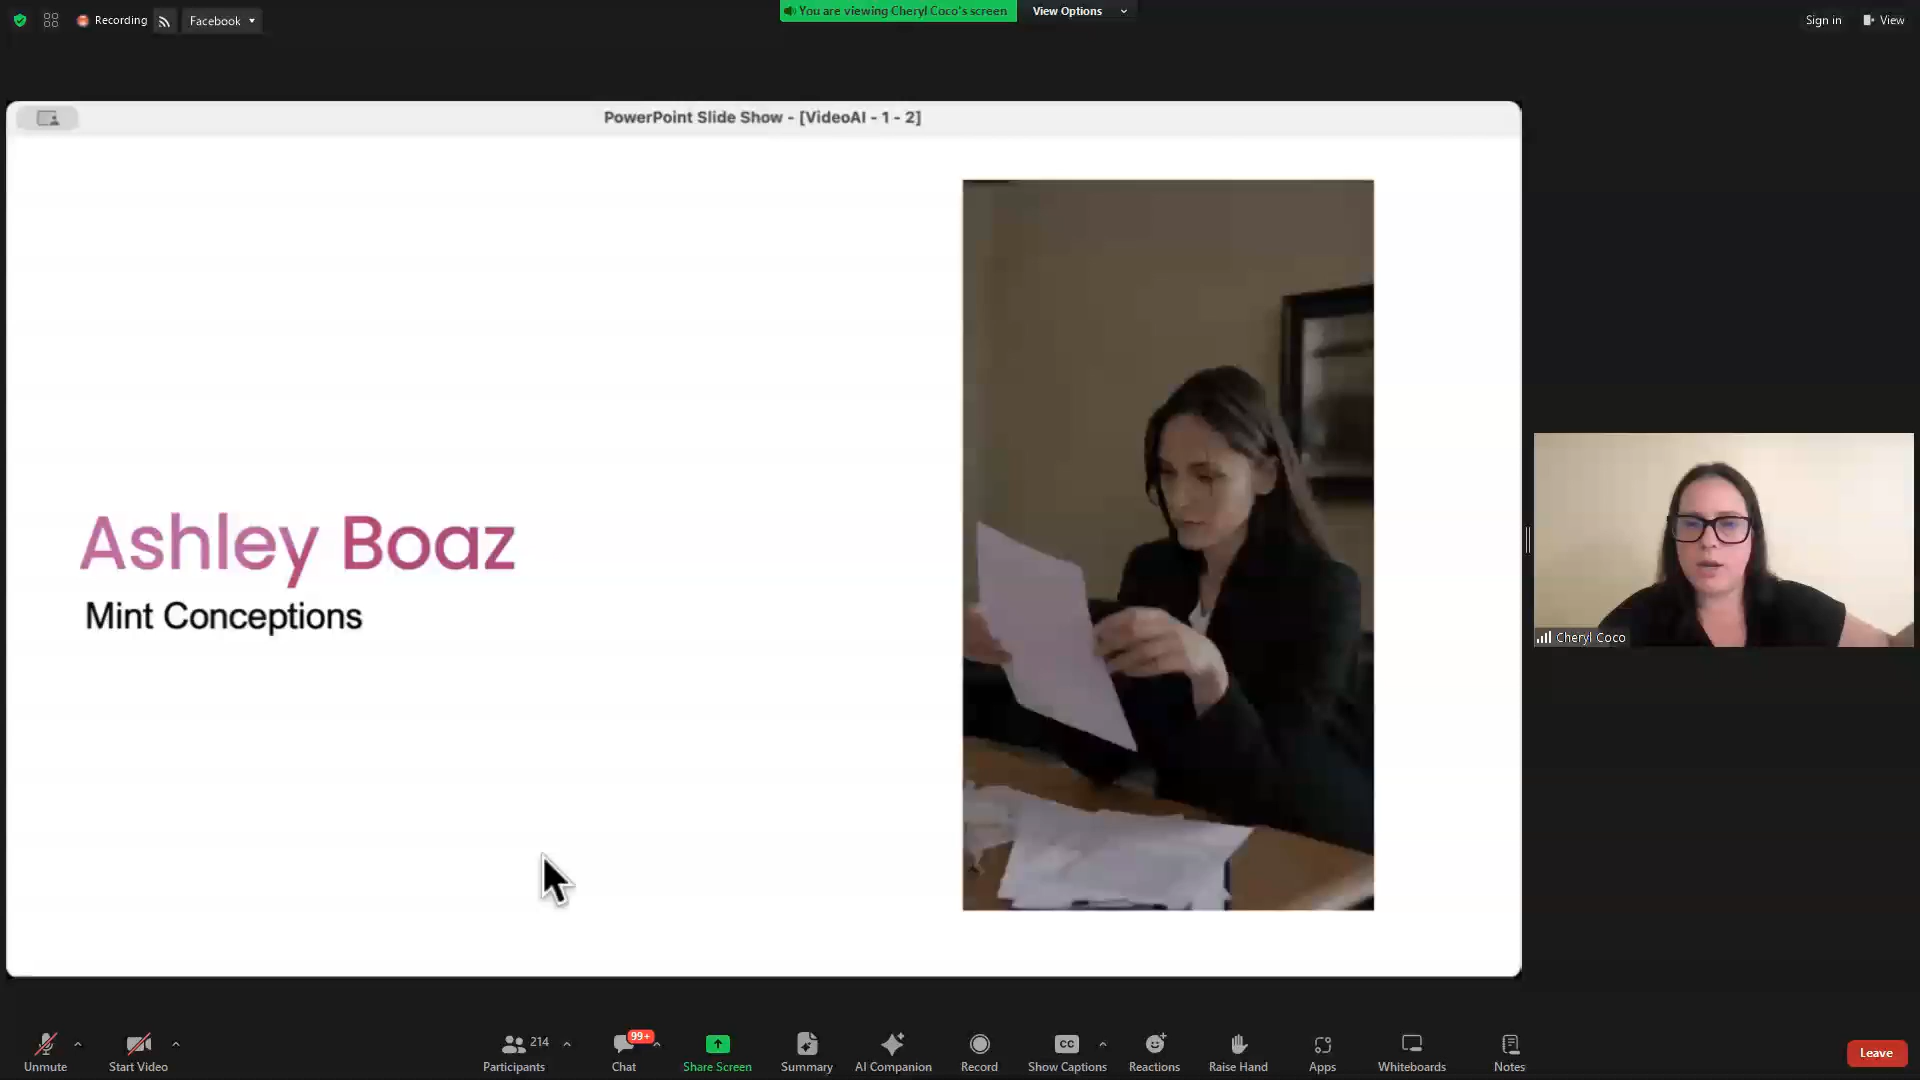 Recording
Facebook
You are viewing Cheryl Coco's screen
View Options
Sign in
View
PowerPoint Slide Show - [VideoAI - 1 - 2]
Ashley Boaz
Mint Conceptions
Cheryl Coco
Unmute
Start Video
214
Participants
99+
Chat
Share Screen
Summary
AI Companion
Record
CC
Show Captions
Reactions
Raise Hand
Apps
Whiteboards
Notes
Leave